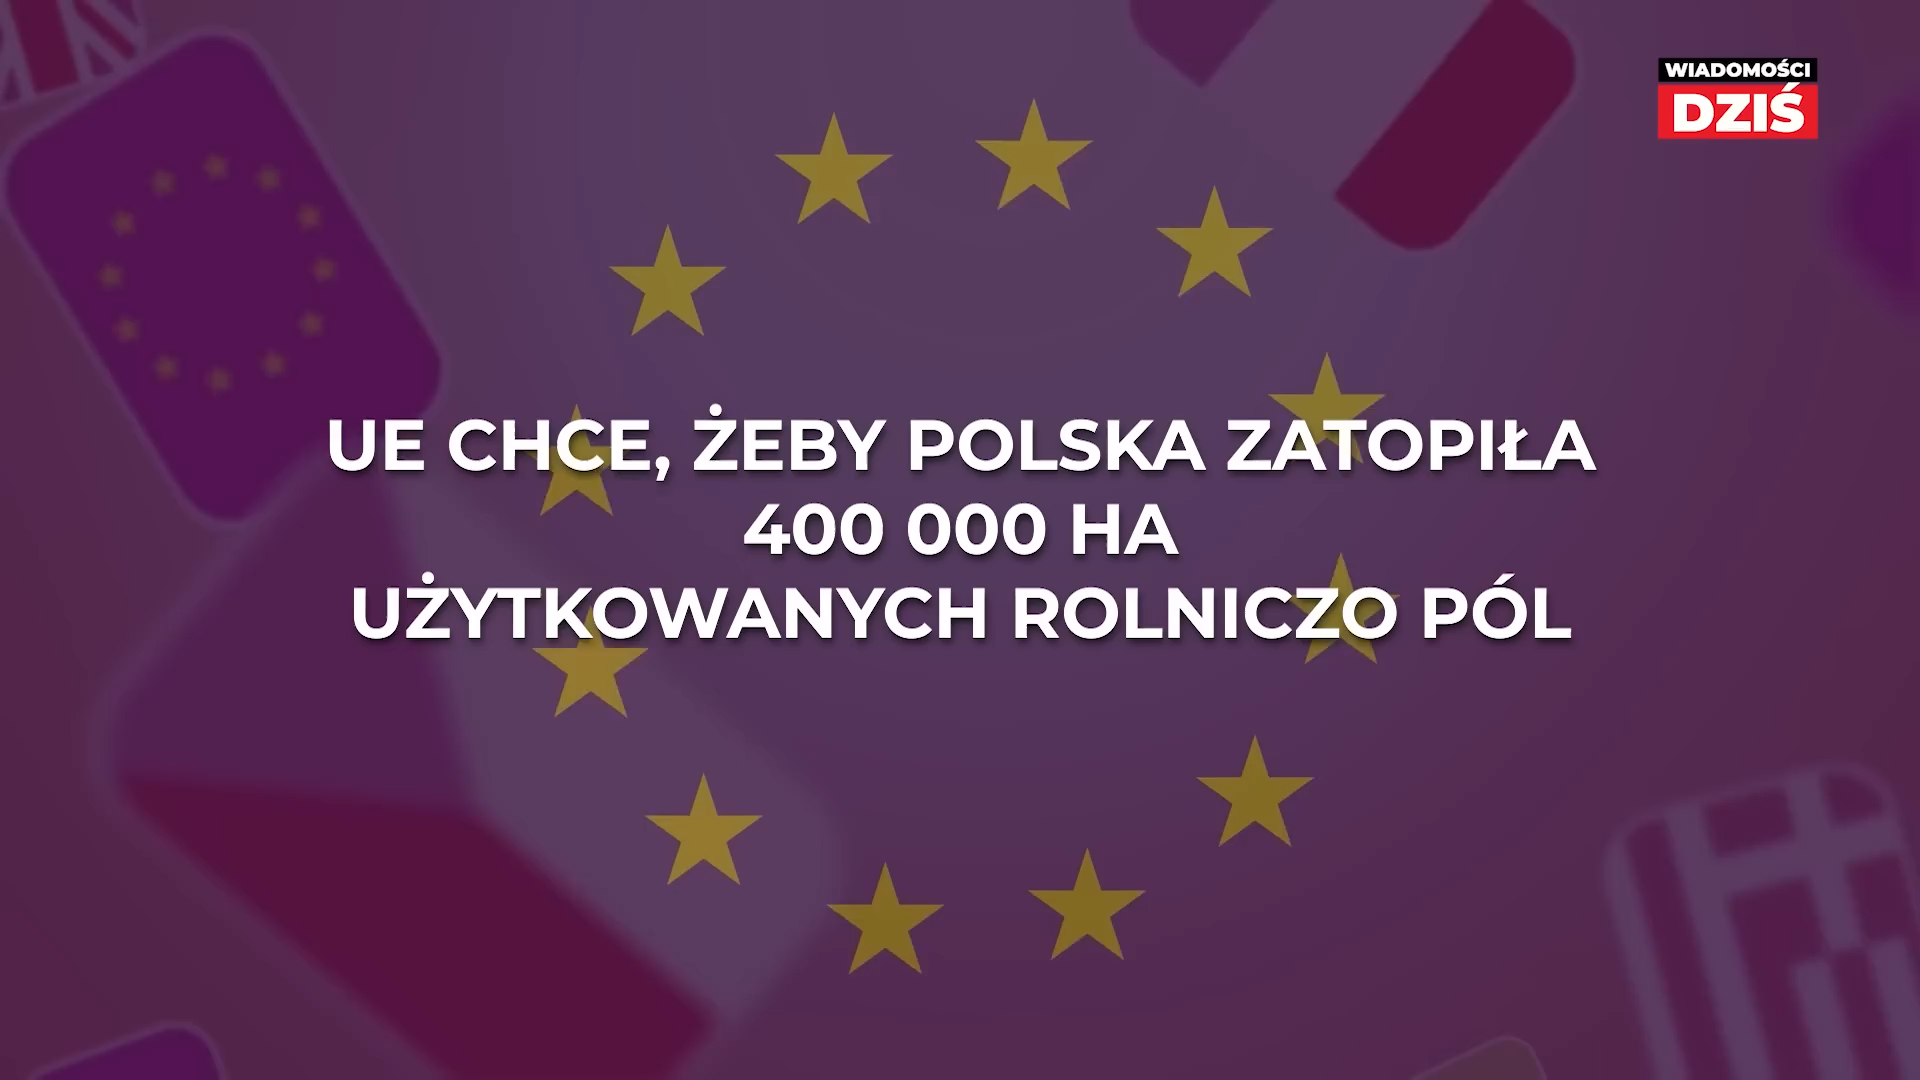 WIADOMOŚCI
DZIŚ
UE CHCE, ŻEBY POLSKA ZATOPIŁA
400 000 HA
UŻYTKOWANYCH ROLNICZO PÓL